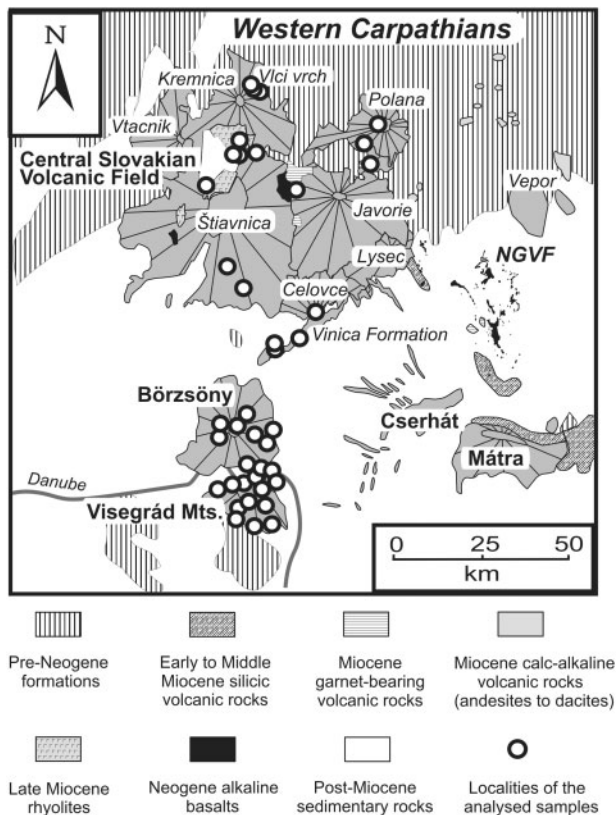 Western Carpathians
N
Kremnica
Vlci vrch
Polana
Vtacnik
Central Slovakian
Volcanic Field
Vepor
Štiavnica
Javorie
Lysec
NGVF
Celovce
Vinica Formation
Börzsöny
Cserhát
Mátra
Danube
Visegrád Mts.
0 25 50
km
Pre-Neogene
formations
Early to Middle
Miocene silicic
volcanic rocks
Miocene
garnet-bearing
volcanic rocks
Miocene calc-alkaline
volcanic rocks
(andesites to dacites)
Late Miocene
rhyolites
Neogene alkaline
basalts
Post-Miocene
sedimentary rocks
Localities of the
analysed samples